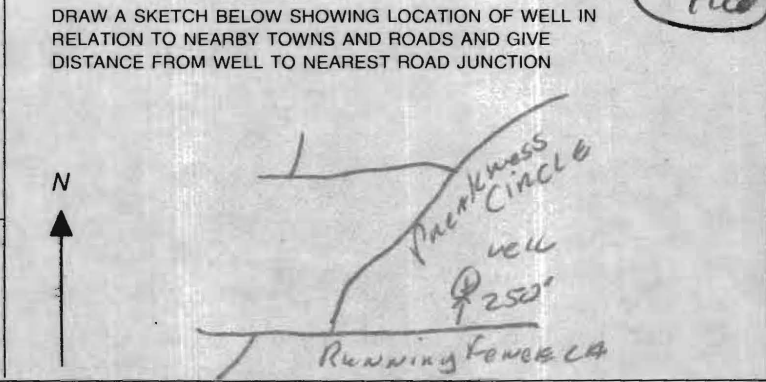 DRAW A SKETCH BELOW SHOWING LOCATION OF WELL IN
RELATION TO NEARBY TOWNS AND ROADS AND GIVE
DISTANCE FROM WELL TO NEAREST ROAD JUNCTION
N
Preakness
CIRCLE
well
250'
Running Fence LA